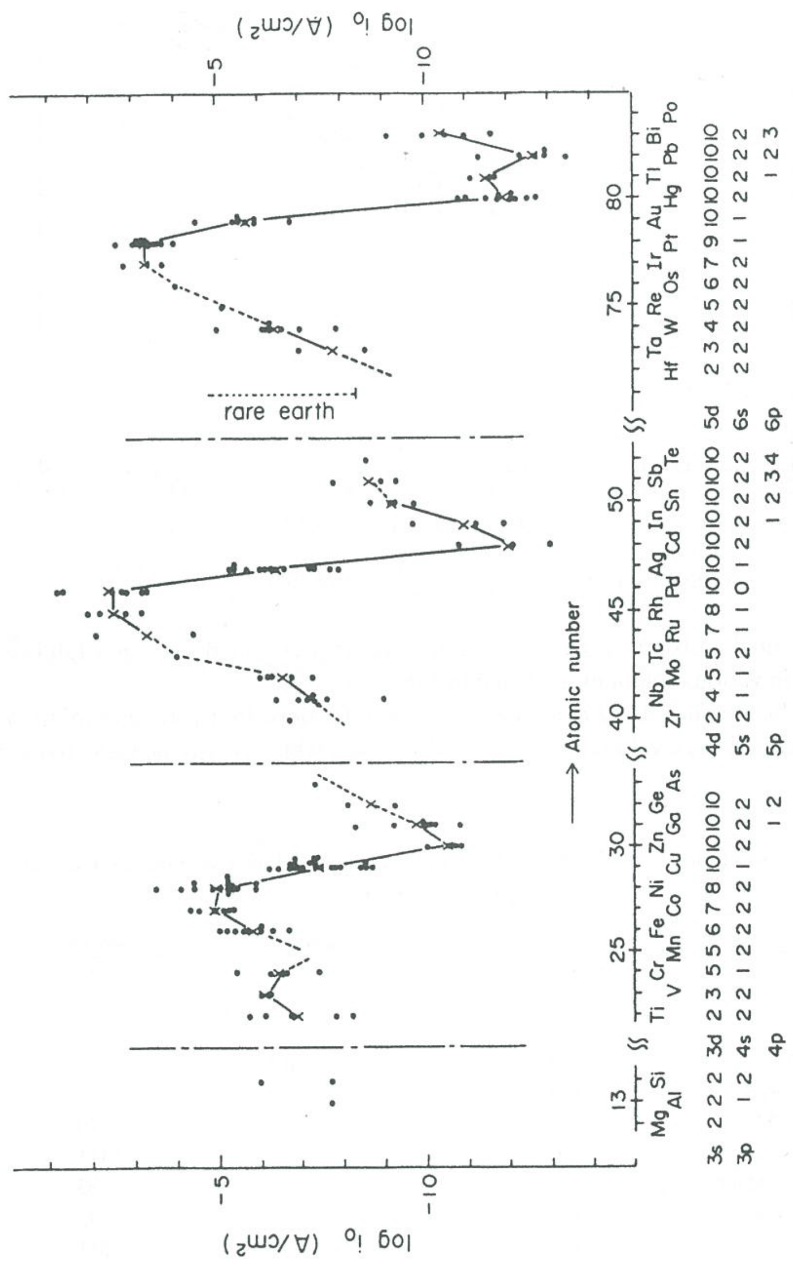 log i₀ (A/cm²)
-5
-10
rare earth
log i₀ (A/cm²)
-5
-10
→ Atomic number
13 25 30 40 45 50 75 80
Mg Si Ti Cr Fe Ni Zn Ge Nb Tc Rh Ag In Sb Ta Re Ir Au Tl Bi
Al V Mn Co Cu Ga As Zr Mo Ru Pd Cd Sn Te Hf W Os Pt Hg Pb Po
3s 2 2 2 3d 2 3 5 5 6 7 8 10 10 10 10 4d 2 4 5 5 7 8 10 10 10 10 10 10 10 5d 2 3 4 5 6 7 9 10 10 10 10 10
3p 1 2 4s 2 2 1 2 2 2 2 1 2 2 2 5s 2 1 1 2 1 1 0 1 2 2 2 2 2 6s 2 2 2 2 2 2 1 1 2 2 2 2
4p 1 2 5p 1 2 3 4 6p 1 2 3